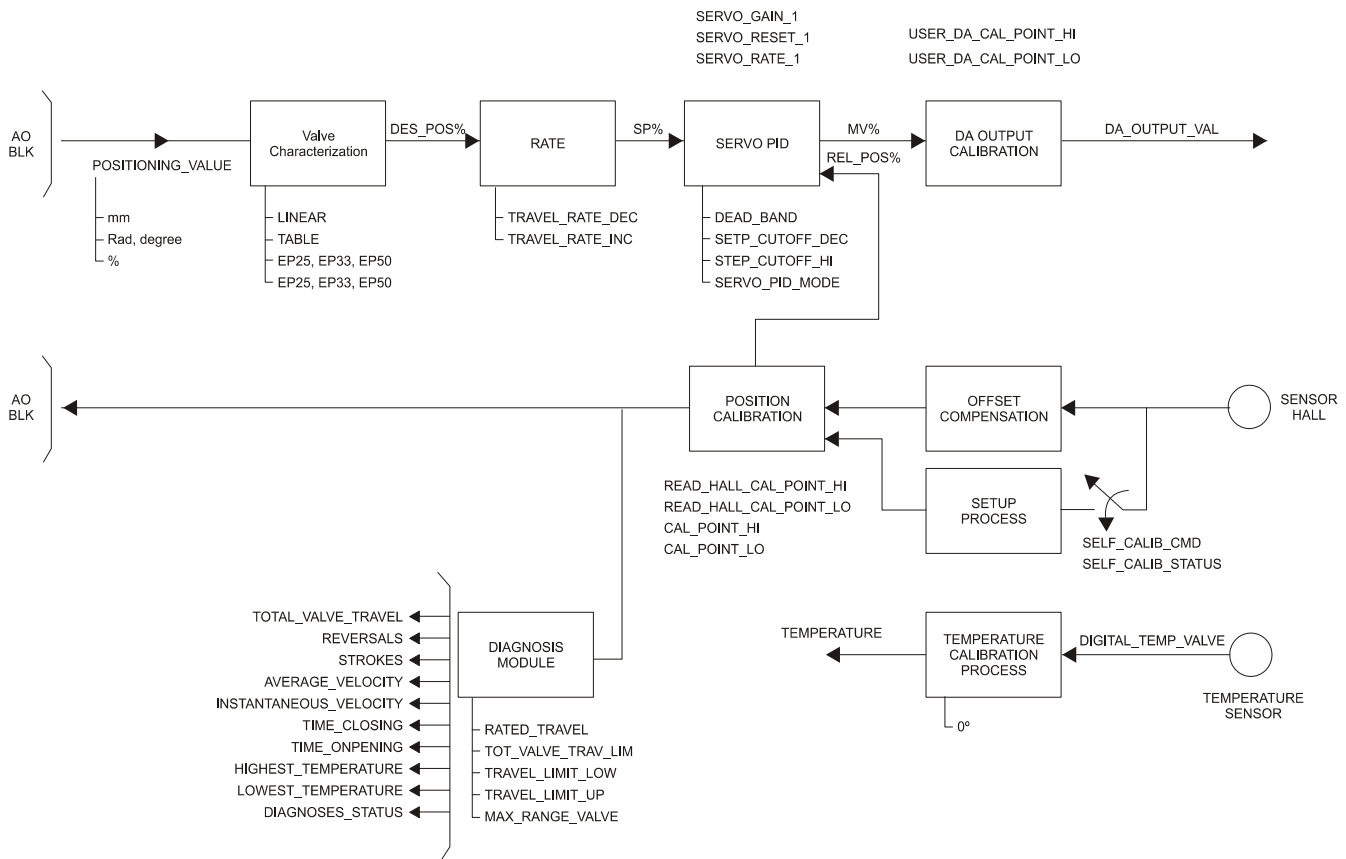 SERVO_GAIN_1
SERVO_RESET_1
SERVO_RATE_1
USER_DA_CAL_POINT_HI
USER_DA_CAL_POINT_LO
AO
BLK
POSITIONING_VALUE
mm
Rad, degree
%
Valve
Characterization
LINEAR
TABLE
EP25, EP33, EP50
EP25, EP33, EP50
DES_POS%
RATE
TRAVEL_RATE_DEC
TRAVEL_RATE_INC
SP%
SERVO PID
DEAD_BAND
SETP_CUTOFF_DEC
STEP_CUTOFF_HI
SERVO_PID_MODE
MV%
REL_POS%
DA OUTPUT
CALIBRATION
DA_OUTPUT_VAL
AO
BLK
POSITION
CALIBRATION
READ_HALL_CAL_POINT_HI
READ_HALL_CAL_POINT_LO
CAL_POINT_HI
CAL_POINT_LO
OFFSET
COMPENSATION
SENSOR
HALL
SETUP
PROCESS
SELF_CALIB_CMD
SELF_CALIB_STATUS
TOTAL_VALVE_TRAVEL
REVERSALS
STROKES
AVERAGE_VELOCITY
INSTANTANEOUS_VELOCITY
TIME_CLOSING
TIME_ONPENING
HIGHEST_TEMPERATURE
LOWEST_TEMPERATURE
DIAGNOSES_STATUS
DIAGNOSIS
MODULE
RATED_TRAVEL
TOT_VALVE_TRAV_LIM
TRAVEL_LIMIT_LOW
TRAVEL_LIMIT_UP
MAX_RANGE_VALVE
TEMPERATURE
TEMPERATURE
CALIBRATION
PROCESS
0º
DIGITAL_TEMP_VALVE
TEMPERATURE
SENSOR